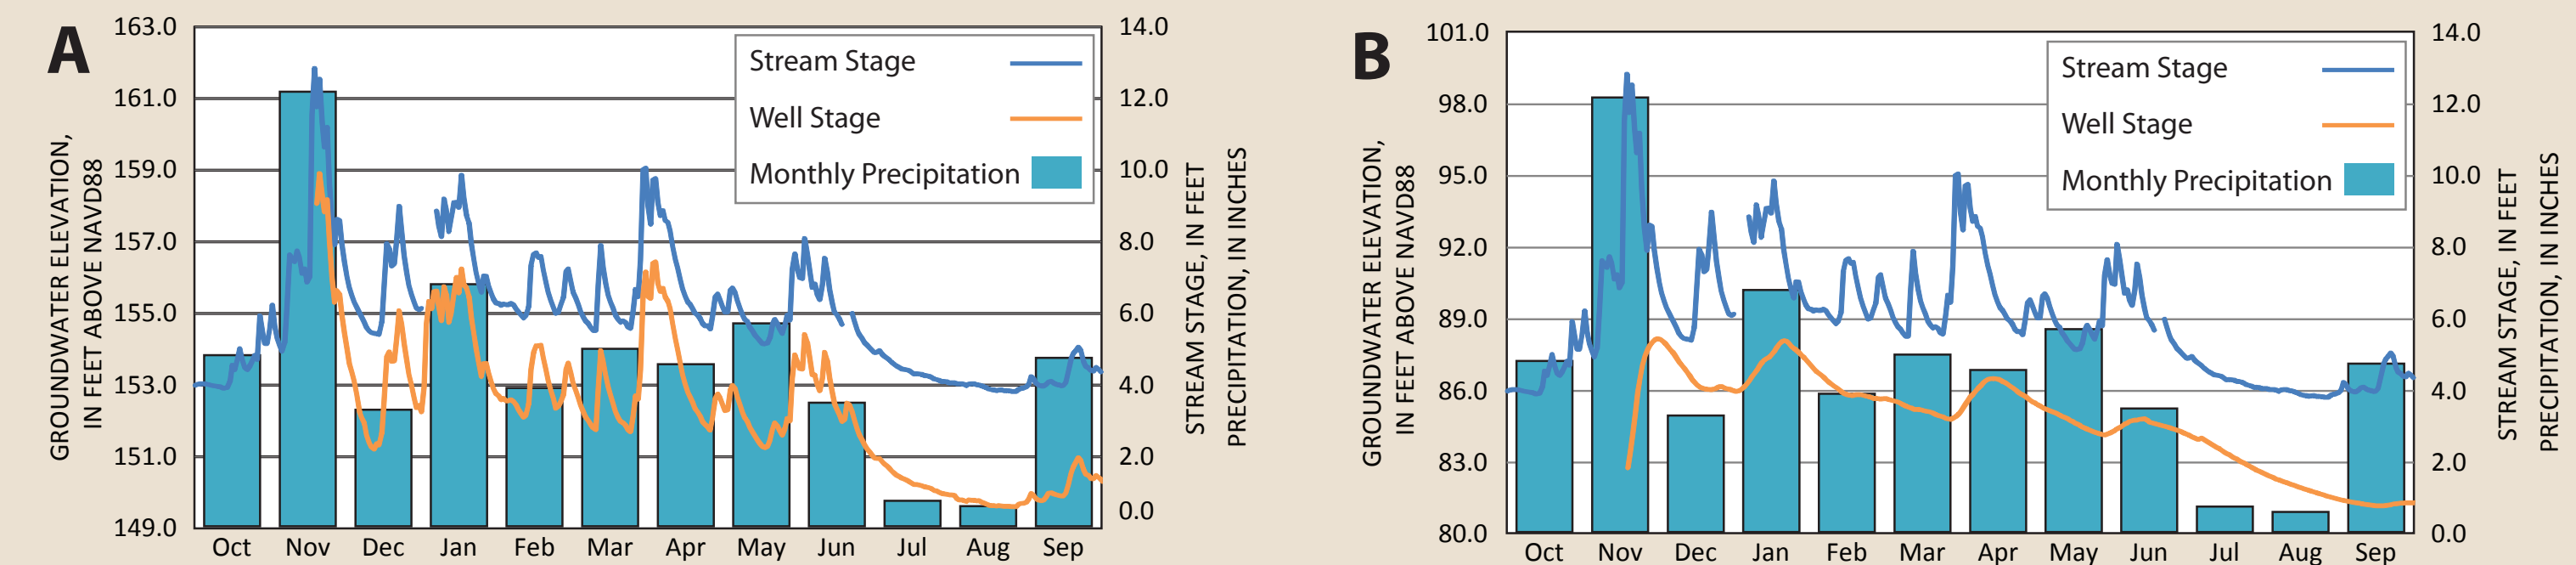 A
GROUNDWATER ELEVATION,
IN FEET ABOVE NAVD88
163.0
161.0
159.0
157.0
155.0
153.0
151.0
149.0
Stream Stage
Well Stage
Monthly Precipitation
14.0
12.0
10.0
8.0
6.0
4.0
2.0
0.0
STREAM STAGE, IN FEET
PRECIPITATION, IN INCHES
Oct Nov Dec Jan Feb Mar Apr May Jun Jul Aug Sep
B
GROUNDWATER ELEVATION,
IN FEET ABOVE NAVD88
101.0
98.0
95.0
92.0
89.0
86.0
83.0
80.0
Stream Stage
Well Stage
Monthly Precipitation
14.0
12.0
10.0
8.0
6.0
4.0
2.0
0.0
STREAM STAGE, IN FEET
PRECIPITATION, IN INCHES
Oct Nov Dec Jan Feb Mar Apr May Jun Jul Aug Sep